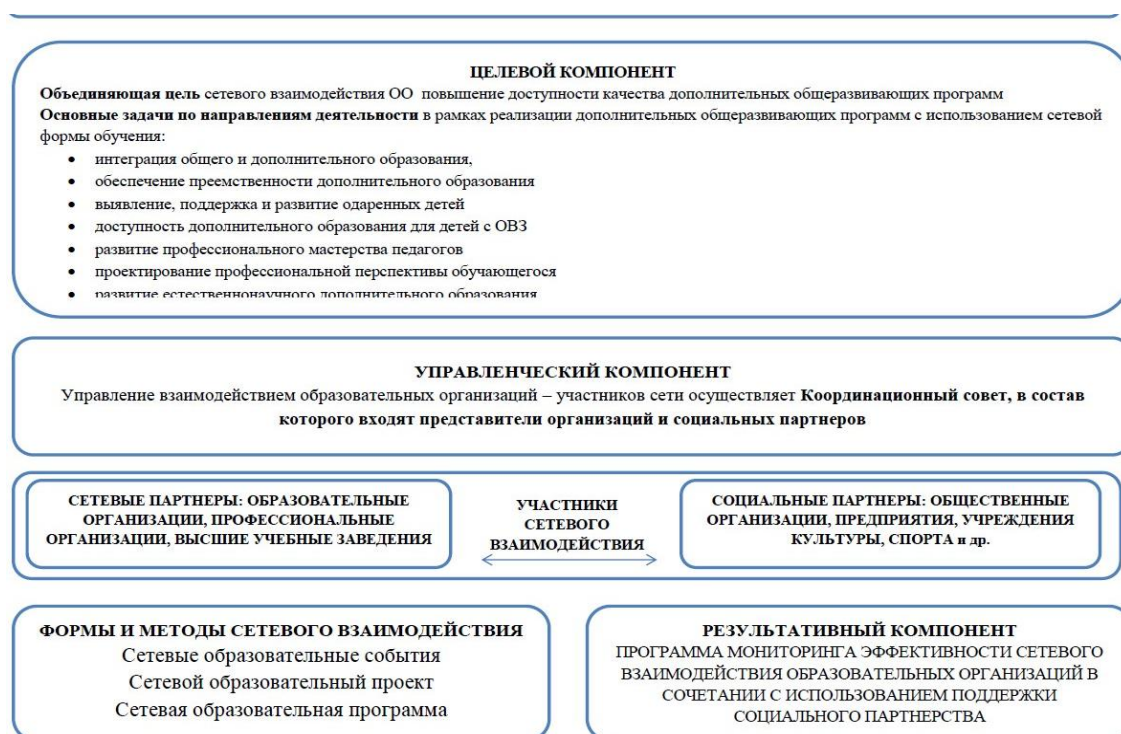 ЦЕЛЕВОЙ КОМПОНЕНТ
Объединяющая цель сетевого взаимодействия ОО повышение доступности качества дополнительных общеразвивающих программ
Основные задачи по направлениям деятельности в рамках реализации дополнительных общеразвивающих программ с использованием сетевой
формы обучения:
• интеграция общего и дополнительного образования,
• обеспечение преемственности дополнительного образования
• выявление, поддержка и развитие одаренных детей
• доступность дополнительного образования для детей с ОВЗ
• развитие профессионального мастерства педагогов
• проектирование профессиональной перспективы обучающегося
• развитие естественнонаучного дополнительного образования
УПРАВЛЕНЧЕСКИЙ КОМПОНЕНТ
Управление взаимодействием образовательных организаций – участников сети осуществляет Координационный совет, в состав
которого входят представители организаций и социальных партнеров
СЕТЕВЫЕ ПАРТНЕРЫ: ОБРАЗОВАТЕЛЬНЫЕ
ОРГАНИЗАЦИИ, ПРОФЕССИОНАЛЬНЫЕ
ОРГАНИЗАЦИИ, ВЫСШИЕ УЧЕБНЫЕ ЗАВЕДЕНИЯ
УЧАСТНИКИ
СЕТЕВОГО
ВЗАИМОДЕЙСТВИЯ
СОЦИАЛЬНЫЕ ПАРТНЕРЫ: ОБЩЕСТВЕННЫЕ
ОРГАНИЗАЦИИ, ПРЕДПРИЯТИЯ, УЧРЕЖДЕНИЯ
КУЛЬТУРЫ, СПОРТА и др.
ФОРМЫ И МЕТОДЫ СЕТЕВОГО ВЗАИМОДЕЙСТВИЯ
Сетевые образовательные события
Сетевой образовательный проект
Сетевая образовательная программа
РЕЗУЛЬТАТИВНЫЙ КОМПОНЕНТ
ПРОГРАММА МОНИТОРИНГА ЭФФЕКТИВНОСТИ СЕТЕВОГО
ВЗАИМОДЕЙСТВИЯ ОБРАЗОВАТЕЛЬНЫХ ОРГАНИЗАЦИЙ В
СОЧЕТАНИИ С ИСПОЛЬЗОВАНИЕМ ПОДДЕРЖКИ
СОЦИАЛЬНОГО ПАРТНЕРСТВА